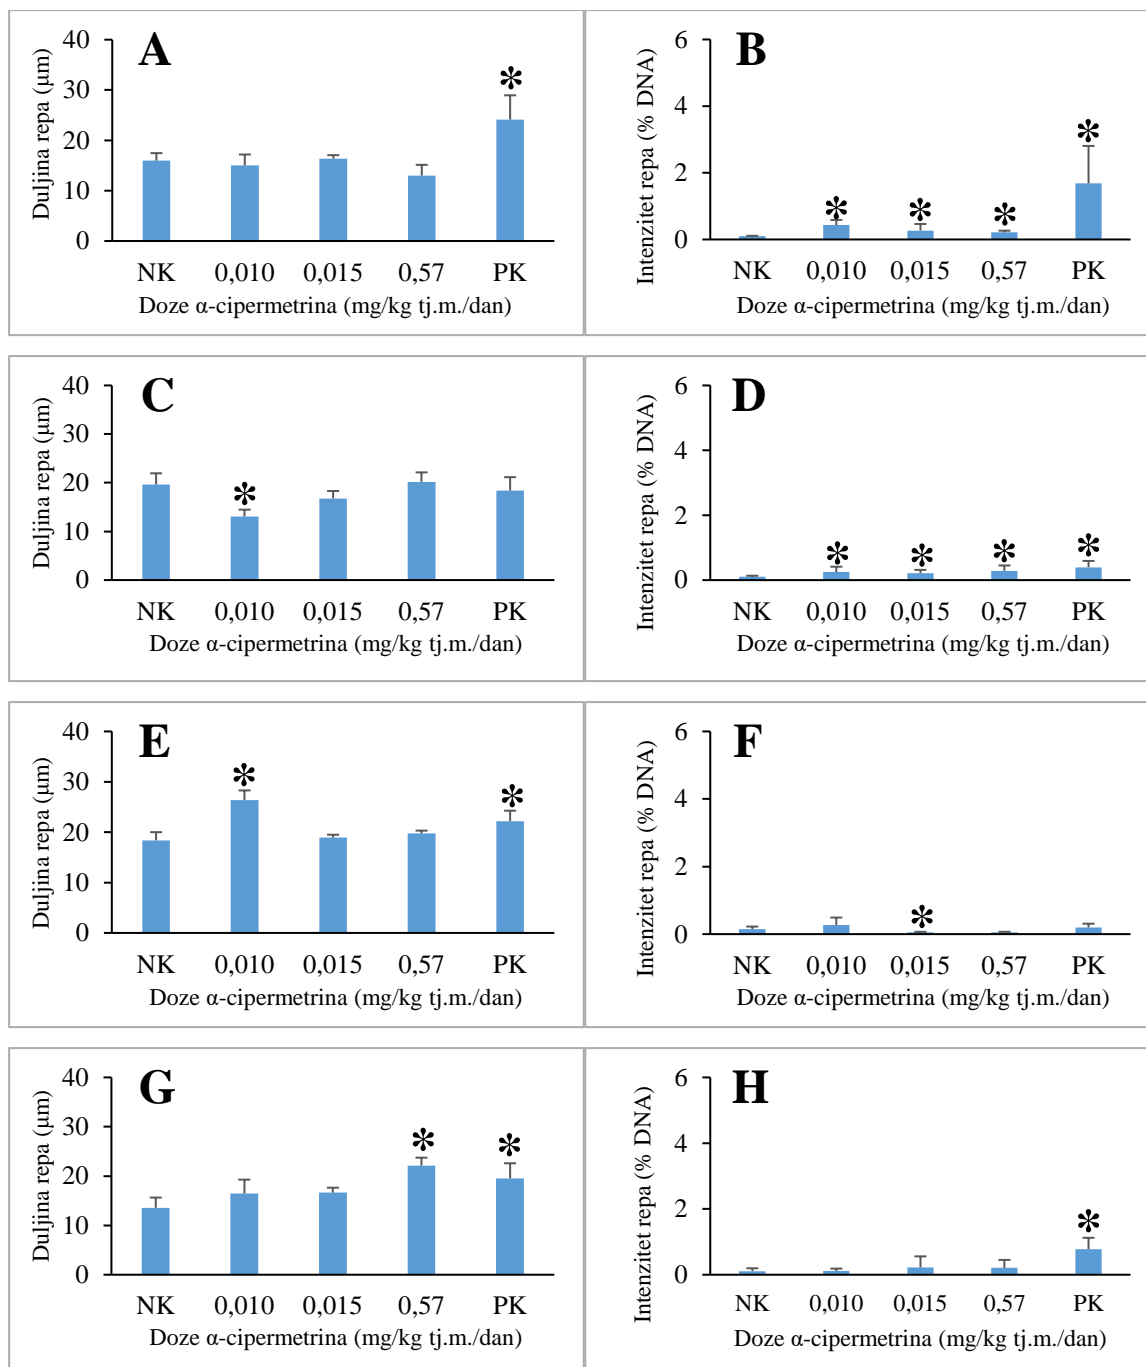 A
Duljina repa (µm)
40
30
20
10
0
*
NK 0,010 0,015 0,57 PK
Doze α-cipermetrina (mg/kg tj.m./dan)
B
Intenzitet repa (% DNA)
6
4
2
0
* * * *
NK 0,010 0,015 0,57 PK
Doze α-cipermetrina (mg/kg tj.m./dan)
C
Duljina repa (µm)
40
30
20
10
0
*
NK 0,010 0,015 0,57 PK
Doze α-cipermetrina (mg/kg tj.m./dan)
D
Intenzitet repa (% DNA)
6
4
2
0
* * * *
NK 0,010 0,015 0,57 PK
Doze α-cipermetrina (mg/kg tj.m./dan)
E
Duljina repa (µm)
40
30
20
10
0
* *
NK 0,010 0,015 0,57 PK
Doze α-cipermetrina (mg/kg tj.m./dan)
F
Intenzitet repa (% DNA)
6
4
2
0
*
NK 0,010 0,015 0,57 PK
Doze α-cipermetrina (mg/kg tj.m./dan)
G
Duljina repa (µm)
40
30
20
10
0
* *
NK 0,010 0,015 0,57 PK
Doze α-cipermetrina (mg/kg tj.m./dan)
H
Intenzitet repa (% DNA)
6
4
2
0
*
NK 0,010 0,015 0,57 PK
Doze α-cipermetrina (mg/kg tj.m./dan)